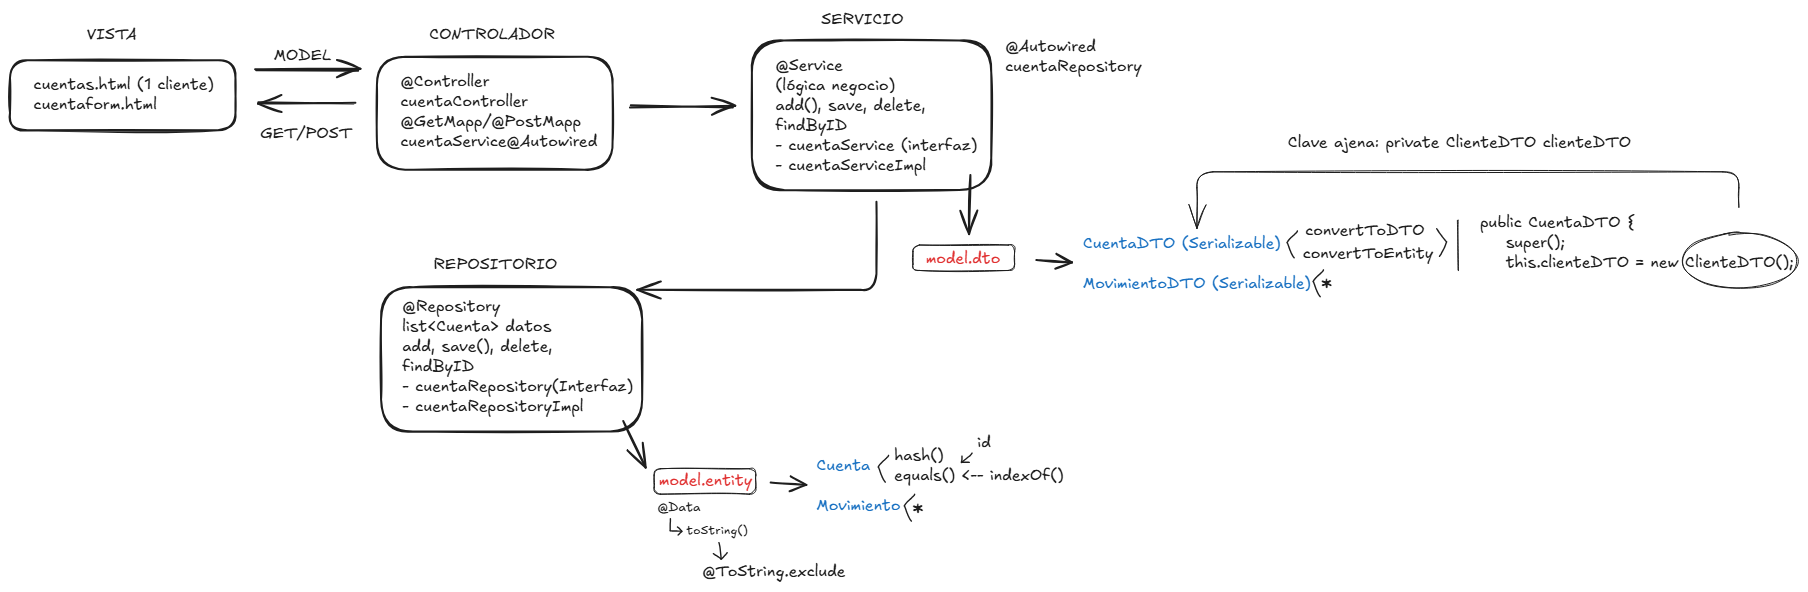 VISTA
cuentas.html (1 cliente)
cuentaform.html
MODEL
GET/POST
CONTROLADOR
@Controller
cuentaController
@GetMapp/@PostMapp
cuentaService@Autowired
SERVICIO
@Service
(lógica negocio)
add(), save, delete,
findByID
- cuentaService (interfaz)
- cuentaServiceImpl
@Autowired
cuentaRepository
model.dto
Clave ajena: private ClienteDTO clienteDTO
CuentaDTO (Serializable)
convertToDTO
convertToEntity
MovimientoDTO (Serializable)
*
public CuentaDTO {
super();
this.clienteDTO = new ClienteDTO();
REPOSITORIO
@Repository
list<Cuenta> datos
add, save(), delete,
findByID
- cuentaRepository(Interfaz)
- cuentaRepositoryImpl
model.entity
@Data
toString()
@ToString.exclude
Cuenta
hash()
id
equals() <-- indexOf()
Movimiento
*